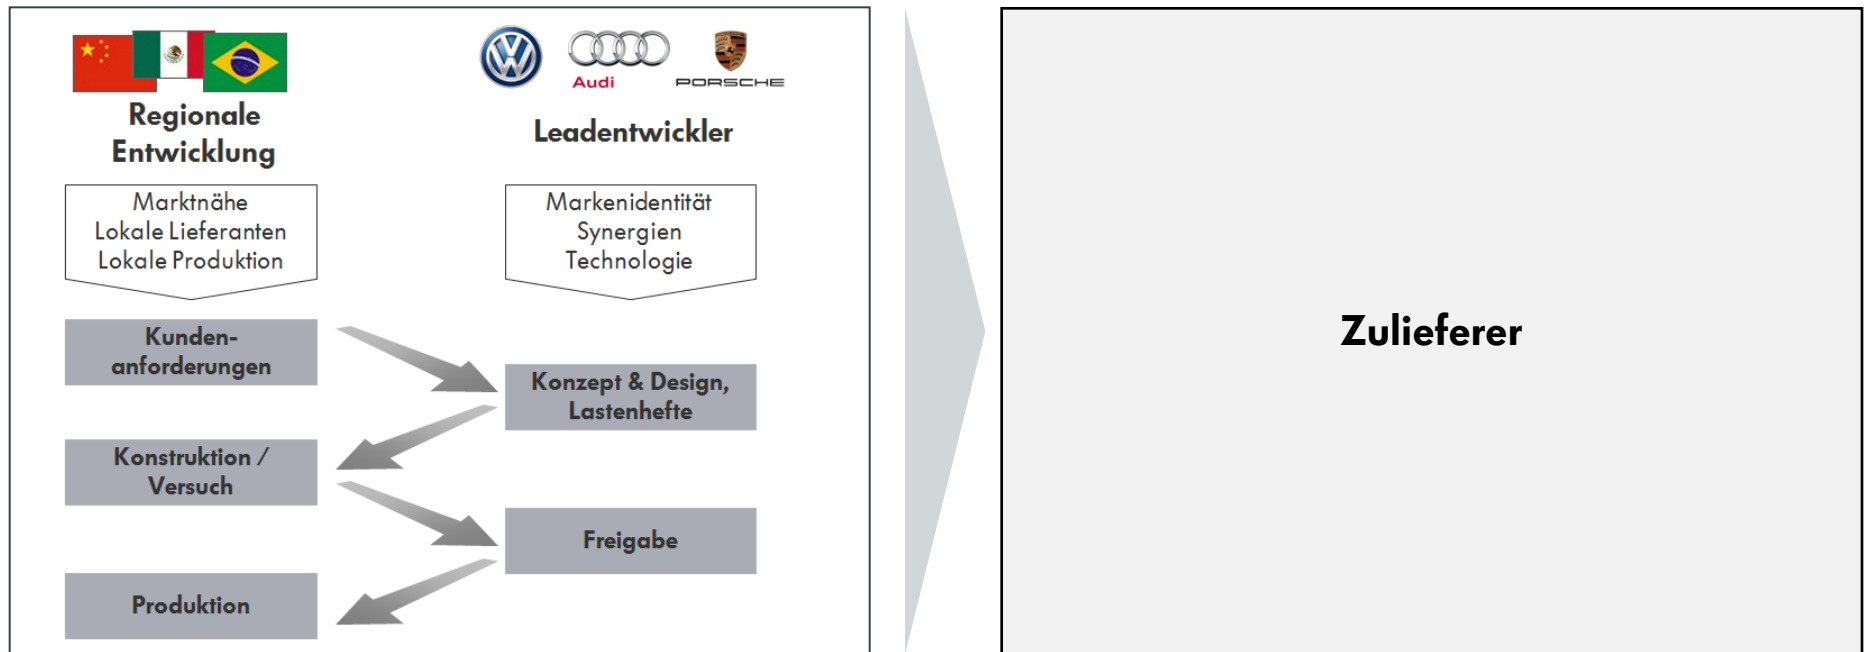 Regionale
Entwicklung
Marktnähe
Lokale Lieferanten
Lokale Produktion
Kunden-
anforderungen
Konstruktion /
Versuch
Produktion
Audi
PORSCHE
Leadentwickler
Markenidentität
Synergien
Technologie
Konzept & Design,
Lastenhefte
Freigabe
Zulieferer